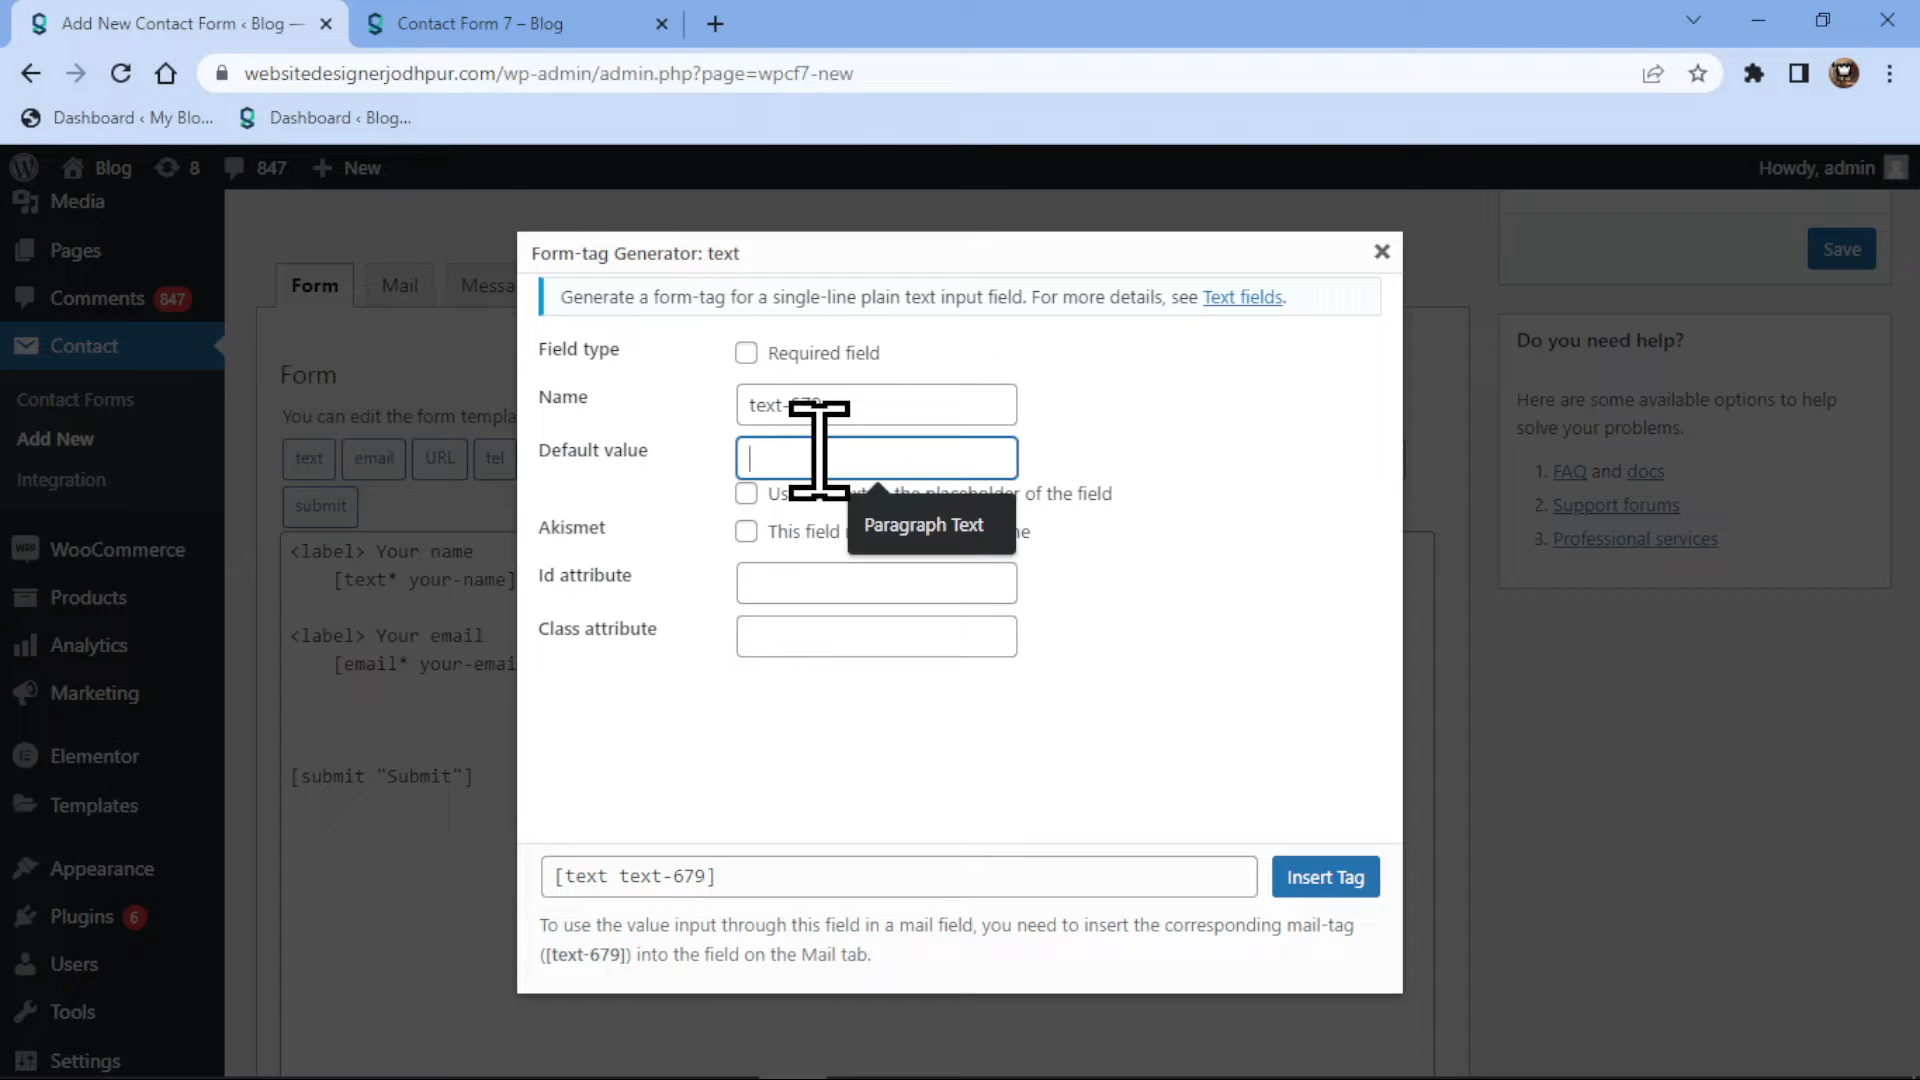 Add New Contact Form ‹ Blog —
Contact Form 7 – Blog
websitedesignerjodhpur.com/wp-admin/admin.php?page=wpcf7-new
Dashboard ‹ My Blo...
Dashboard ‹ Blog...
Blog
8
847
New
Howdy, admin
Media
Pages
Comments 847
Contact
Contact Forms
Add New
Integration
WooCommerce
Products
Analytics
Marketing
Elementor
Templates
Appearance
Plugins 6
Users
Tools
Settings
Form
Mail
Messa
Form
You can edit the form templa
text
email
URL
tel
submit
<label> Your name
[text* your-name]
<label> Your email
[email* your-emai
[submit "Submit"]
Form-tag Generator: text
Generate a form-tag for a single-line plain text input field. For more details, see Text fields.
Field type
Required field
Name
text-
Default value
of the field
Akismet
This field
Paragraph Text
Id attribute
Class attribute
[text text-679]
Insert Tag
To use the value input through this field in a mail field, you need to insert the corresponding mail-tag
([text-679]) into the field on the Mail tab.
Save
Do you need help?
Here are some available options to help
solve your problems.
1. FAQ and docs
2. Support forums
3. Professional services